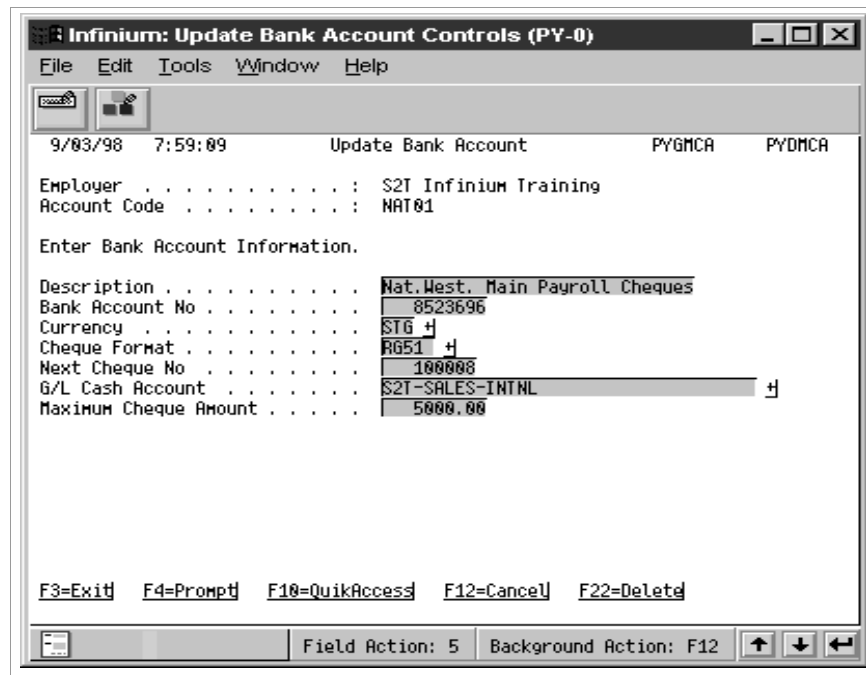 Infinium: Update Bank Account Controls (PY-0)
File Edit Tools Window Help
9/03/98 7:59:09 Update Bank Account PYGMCA PYDMCA
Employer . . . . . . . . . . : S2T Infinium Training
Account Code . . . . . . . . : NAT01
Enter Bank Account Information.
Description . . . . . . . . . . Nat.West. Main Payroll Cheques
Bank Account No . . . . . . . . 8523696
Currency . . . . . . . . . . . STG +
Cheque Format . . . . . . . . . RG51 +
Next Cheque No . . . . . . . . 100008
G/L Cash Account . . . . . . . S2T-SALES-INTNL +
Maximum Cheque Amount . . . . . 5000.00
F3=Exit F4=Prompt F10=QuikAccess F12=Cancel F22=Delete
Field Action: 5 Background Action: F12